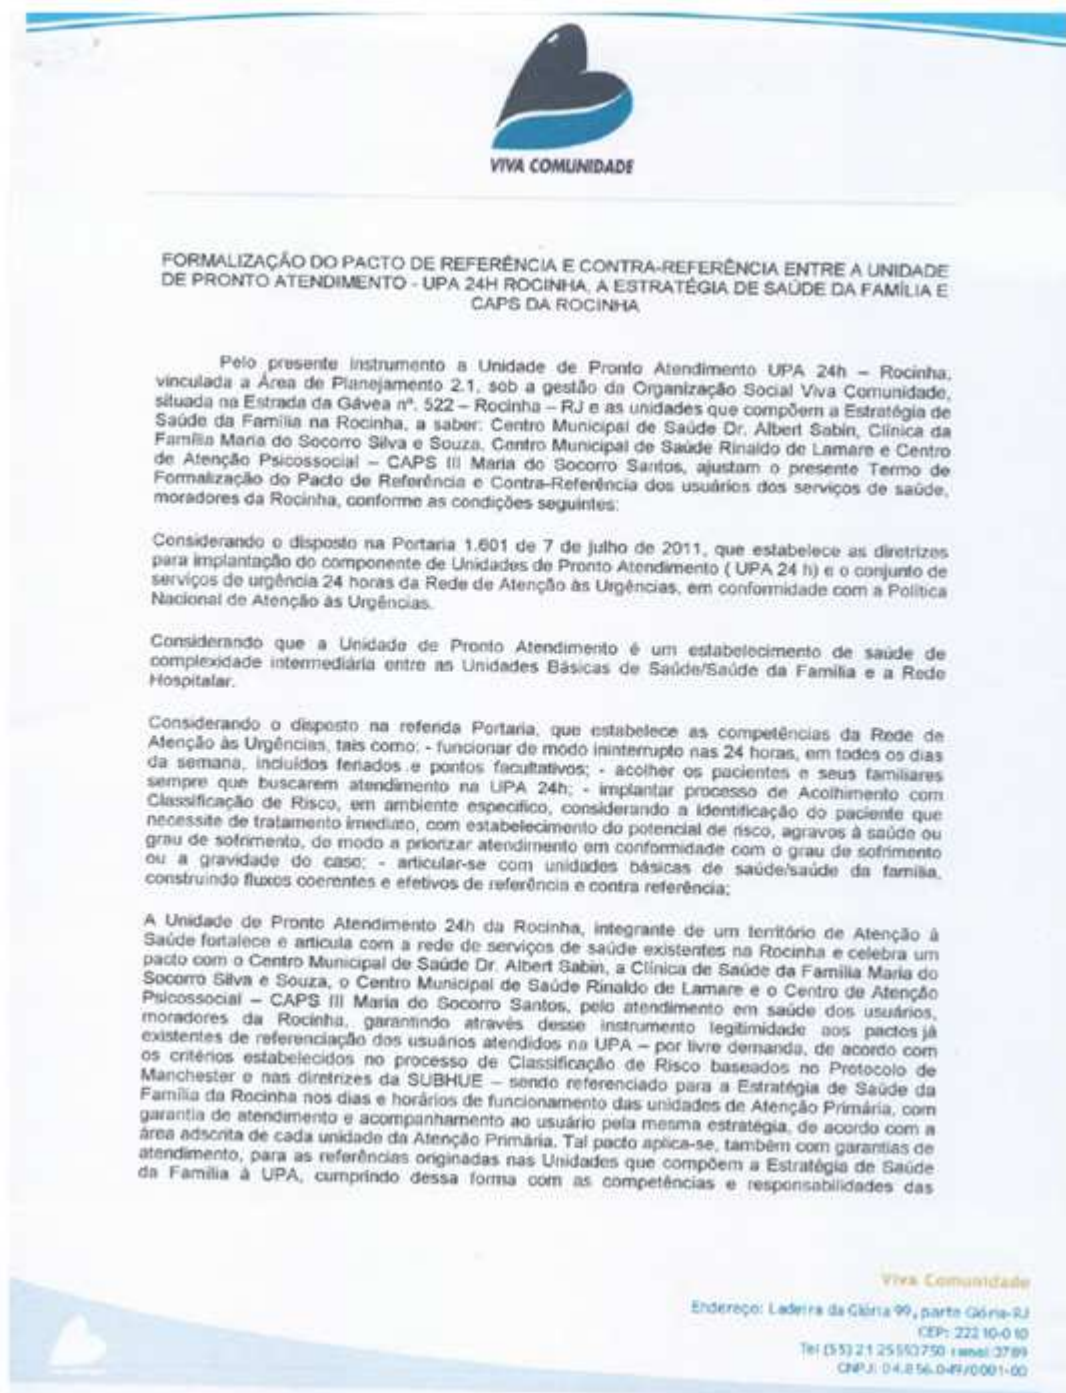 VIVA COMUNIDADE
FORMALIZAÇÃO DO PACTO DE REFERÊNCIA E CONTRA-REFERÊNCIA ENTRE A UNIDADE
DE PRONTO ATENDIMENTO - UPA 24H ROCINHA, A ESTRATÉGIA DE SAÚDE DA FAMÍLIA E
CAPS DA ROCINHA
Pelo presente instrumento a Unidade de Pronto Atendimento UPA 24h – Rocinha,
vinculada a Área de Planejamento 2.1, sob a gestão da Organização Social Viva Comunidade,
situada na Estrada da Gávea nº. 522 – Rocinha – RJ e as unidades que compõem a Estratégia de
Saúde da Família na Rocinha, a saber: Centro Municipal de Saúde Dr. Albert Sabin, Clínica da
Família Maria do Socorro Silva e Souza, Centro Municipal de Saúde Rinaldo de Lamare e Centro
de Atenção Psicossocial – CAPS III Maria do Socorro Santos, ajustam o presente Termo de
Formalização do Pacto de Referência e Contra-Referência dos usuários dos serviços de saúde,
moradores da Rocinha, conforme as condições seguintes:
Considerando o disposto na Portaria 1.601 de 7 de julho de 2011, que estabelece as diretrizes
para implantação do componente de Unidades de Pronto Atendimento ( UPA 24 h) e o conjunto de
serviços de urgência 24 horas da Rede de Atenção às Urgências, em conformidade com a Política
Nacional de Atenção às Urgências.
Considerando que a Unidade de Pronto Atendimento é um estabelecimento de saúde de
complexidade intermediária entre as Unidades Básicas de Saúde/Saúde da Família e a Rede
Hospitalar.
Considerando o disposto na referida Portaria, que estabelece as competências da Rede de
Atenção às Urgências, tais como: - funcionar de modo ininterrupto nas 24 horas, em todos os dias
da semana, incluídos feriados e pontos facultativos; - acolher os pacientes e seus familiares
sempre que buscarem atendimento na UPA 24h; - implantar processo de Acolhimento com
Classificação de Risco, em ambiente especifico, considerando a identificação do paciente que
necessite de tratamento imediato, com estabelecimento do potencial de risco, agravos à saúde ou
grau de sofrimento, de modo a priorizar atendimento em conformidade com o grau de sofrimento
ou a gravidade do caso; - articular-se com unidades básicas de saúde/saúde da família,
construindo fluxos coerentes e efetivos de referência e contra referência;
A Unidade de Pronto Atendimento 24h da Rocinha, integrante de um território de Atenção à
Saúde fortalece e articula com a rede de serviços de saúde existentes na Rocinha e celebra um
pacto com o Centro Municipal de Saúde Dr. Albert Sabin, a Clínica de Saúde da Família Maria do
Socorro Silva e Souza, o Centro Municipal de Saúde Rinaldo de Lamare e o Centro de Atenção
Psicossocial – CAPS III Maria do Socorro Santos, pelo atendimento em saúde dos usuários,
moradores da Rocinha, garantindo através desse instrumento legitimidade aos pactos já
existentes de referenciação dos usuários atendidos na UPA – por livre demanda, de acordo com
os critérios estabelecidos no processo de Classificação de Risco baseados no Protocolo de
Manchester e nas diretrizes da SUBHUE – sendo referenciado para a Estratégia de Saúde da
Família da Rocinha nos dias e horários de funcionamento das unidades de Atenção Primária, com
garantia de atendimento e acompanhamento ao usuário pela mesma estratégia, de acordo com a
área adscrita de cada unidade da Atenção Primária. Tal pacto aplica-se, também com garantias de
atendimento, para as referências originadas nas Unidades que compõem a Estratégia de Saúde
da Família à UPA, cumprindo dessa forma com as competências e responsabilidades das
Viva Comunidade
Endereço: Ladeira da Glória 99, parte Glória-RJ
CEP: 22210-010
Tel (55) 21 25553750 ramal 3789
CNPJ: 04.856.049/0001-00